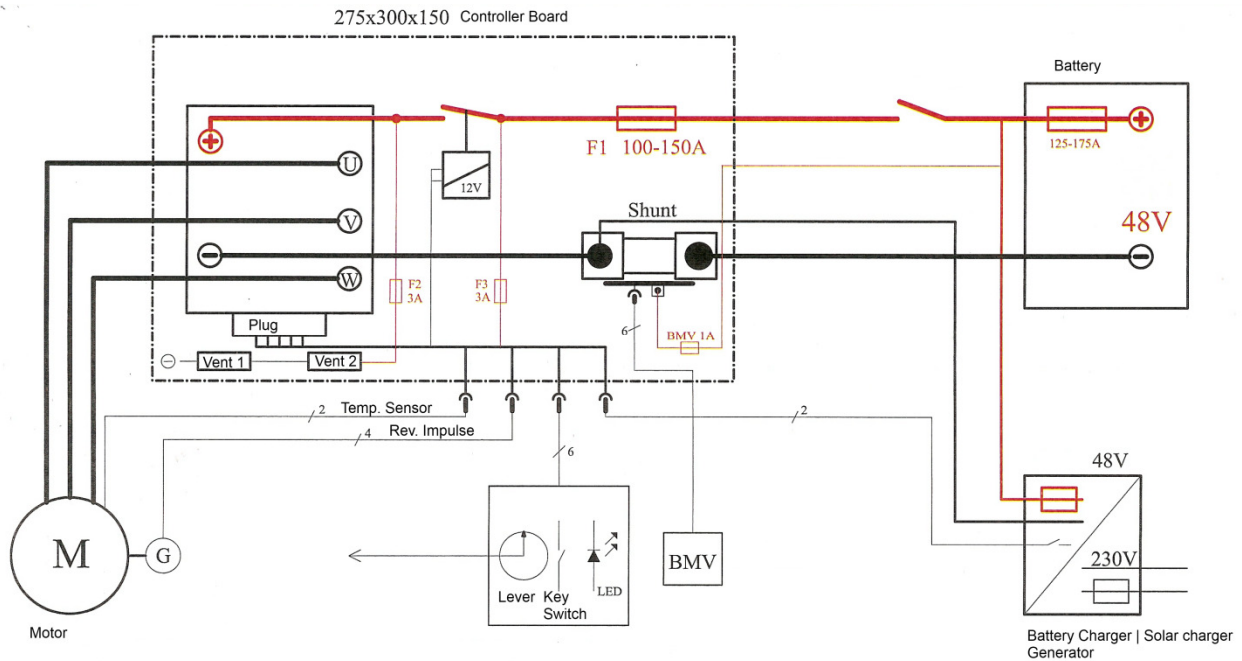 275x300x150 Controller Board
Battery
+
F1 100-150A
+
125-175A
U
12V
V
Shunt
48V
−
−
W
F2
3A
F3
3A
Plug
6
BMV 1A
−
Vent 1
Vent 2
2
Temp. Sensor
2
4
Rev. Impulse
6
48V
M
G
BMV
230V
Lever
Key
Switch
LED
Motor
Battery Charger | Solar charger
Generator